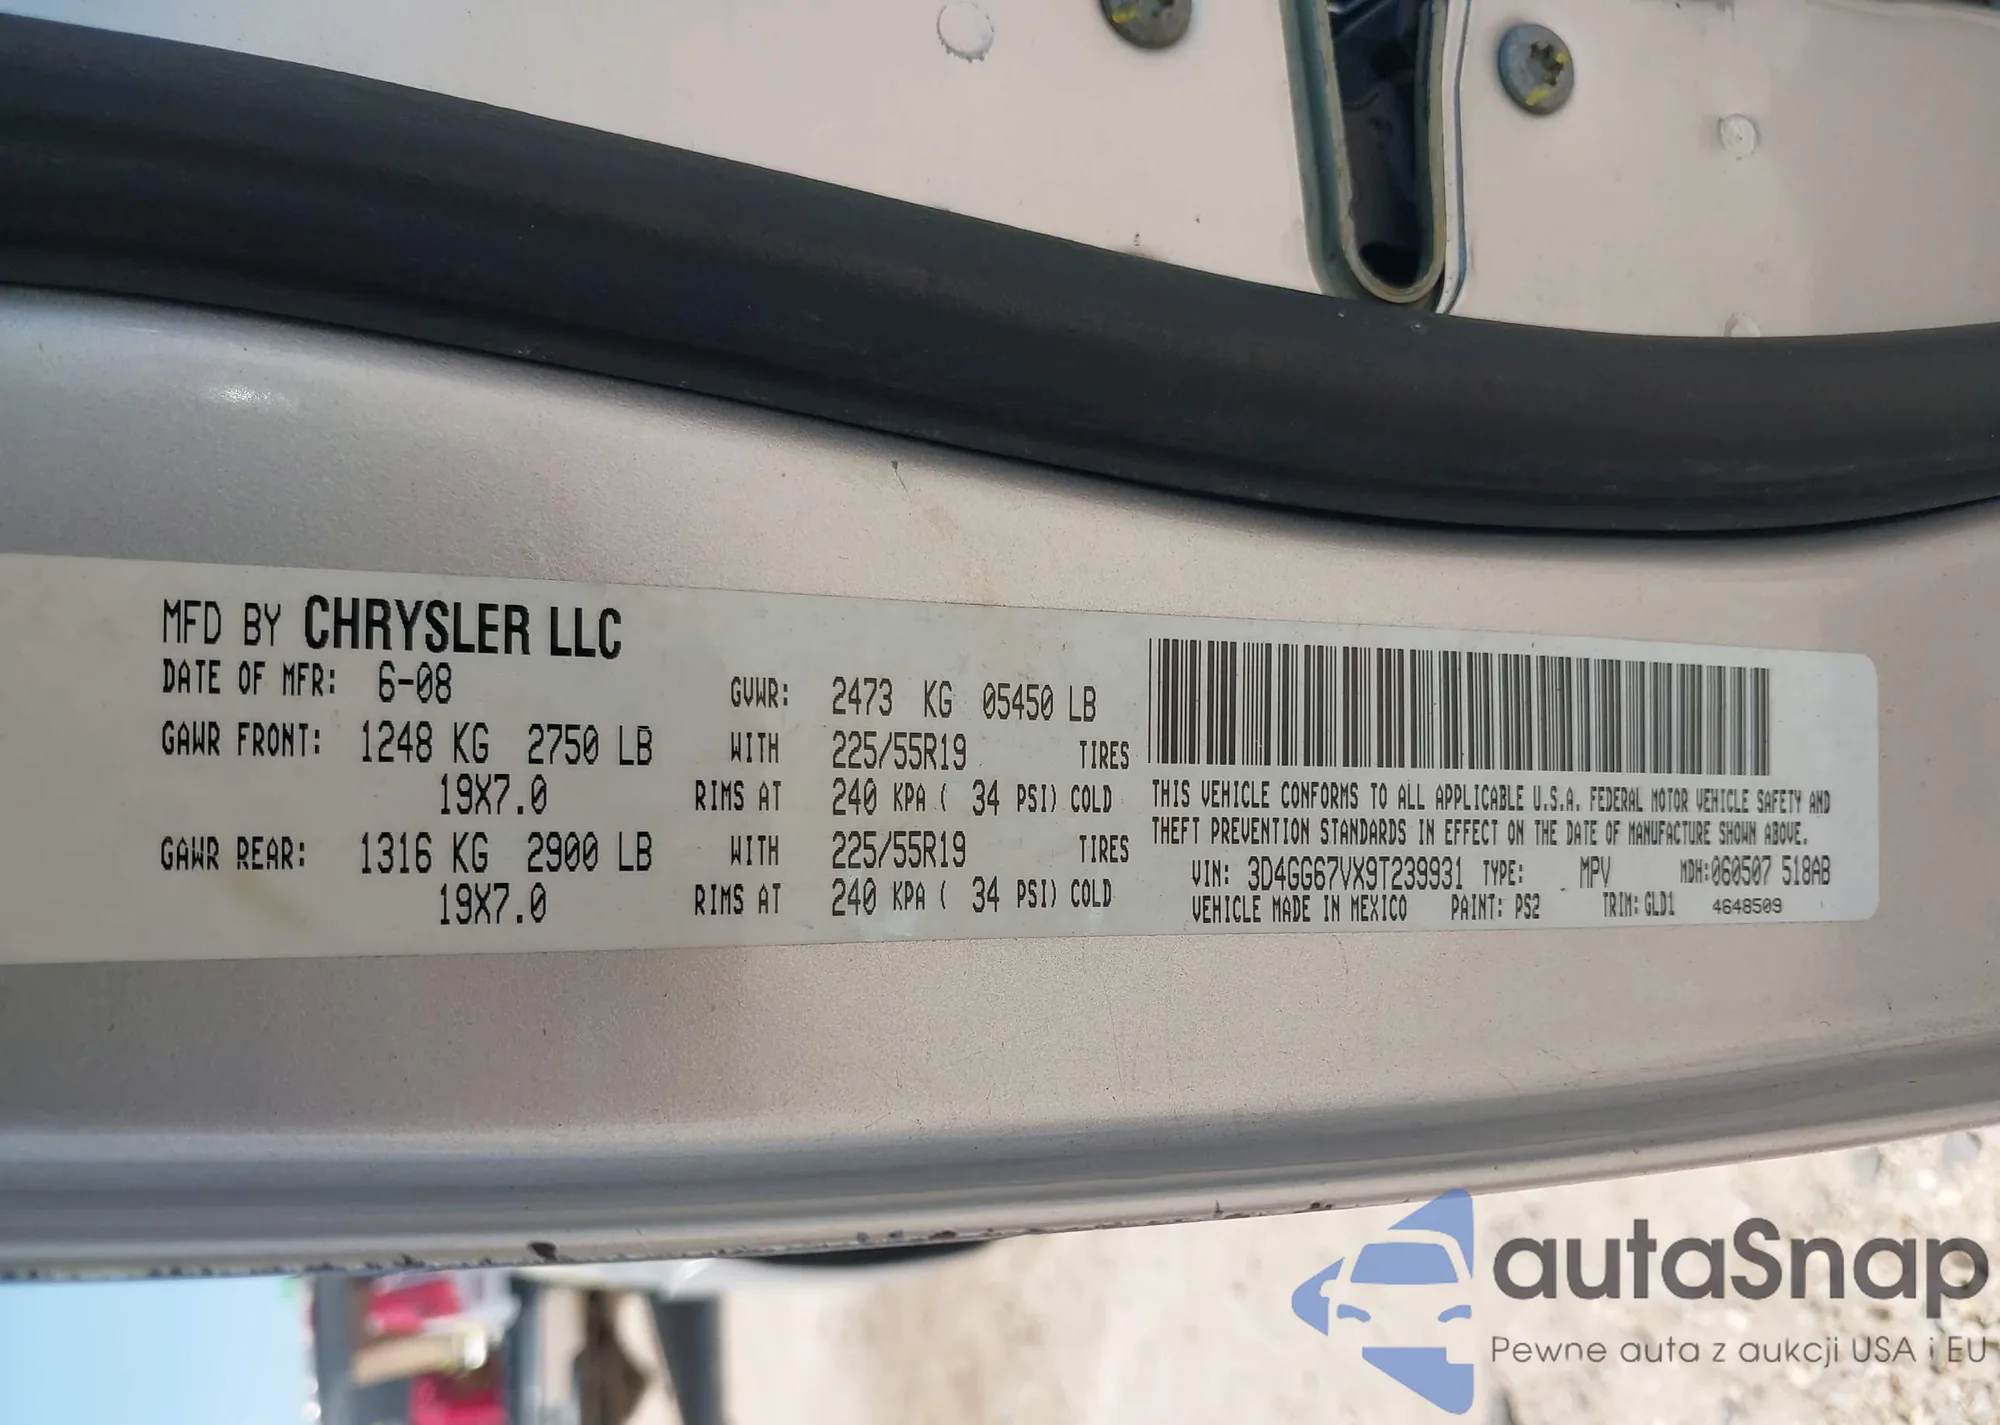 MFD BY CHRYSLER LLC
DATE OF MFR: 6-08 GVWR: 2473 KG 05450 LB
GAWR FRONT: 1248 KG 2750 LB WITH 225/55R19 TIRES
19X7.0 RIMS AT 240 KPA ( 34 PSI) COLD
GAWR REAR: 1316 KG 2900 LB WITH 225/55R19 TIRES
19X7.0 RIMS AT 240 KPA ( 34 PSI) COLD
THIS VEHICLE CONFORMS TO ALL APPLICABLE U.S.A. FEDERAL MOTOR VEHICLE SAFETY AND
THEFT PREVENTION STANDARDS IN EFFECT ON THE DATE OF MANUFACTURE SHOWN ABOVE.
VIN: 3D4GG67VX9T239931 TYPE: MPV MDH:060507 518AB
VEHICLE MADE IN MEXICO PAINT: PS2 TRIM: GLD1 4648509
autaSnap
Pewne auta z aukcji USA i EU